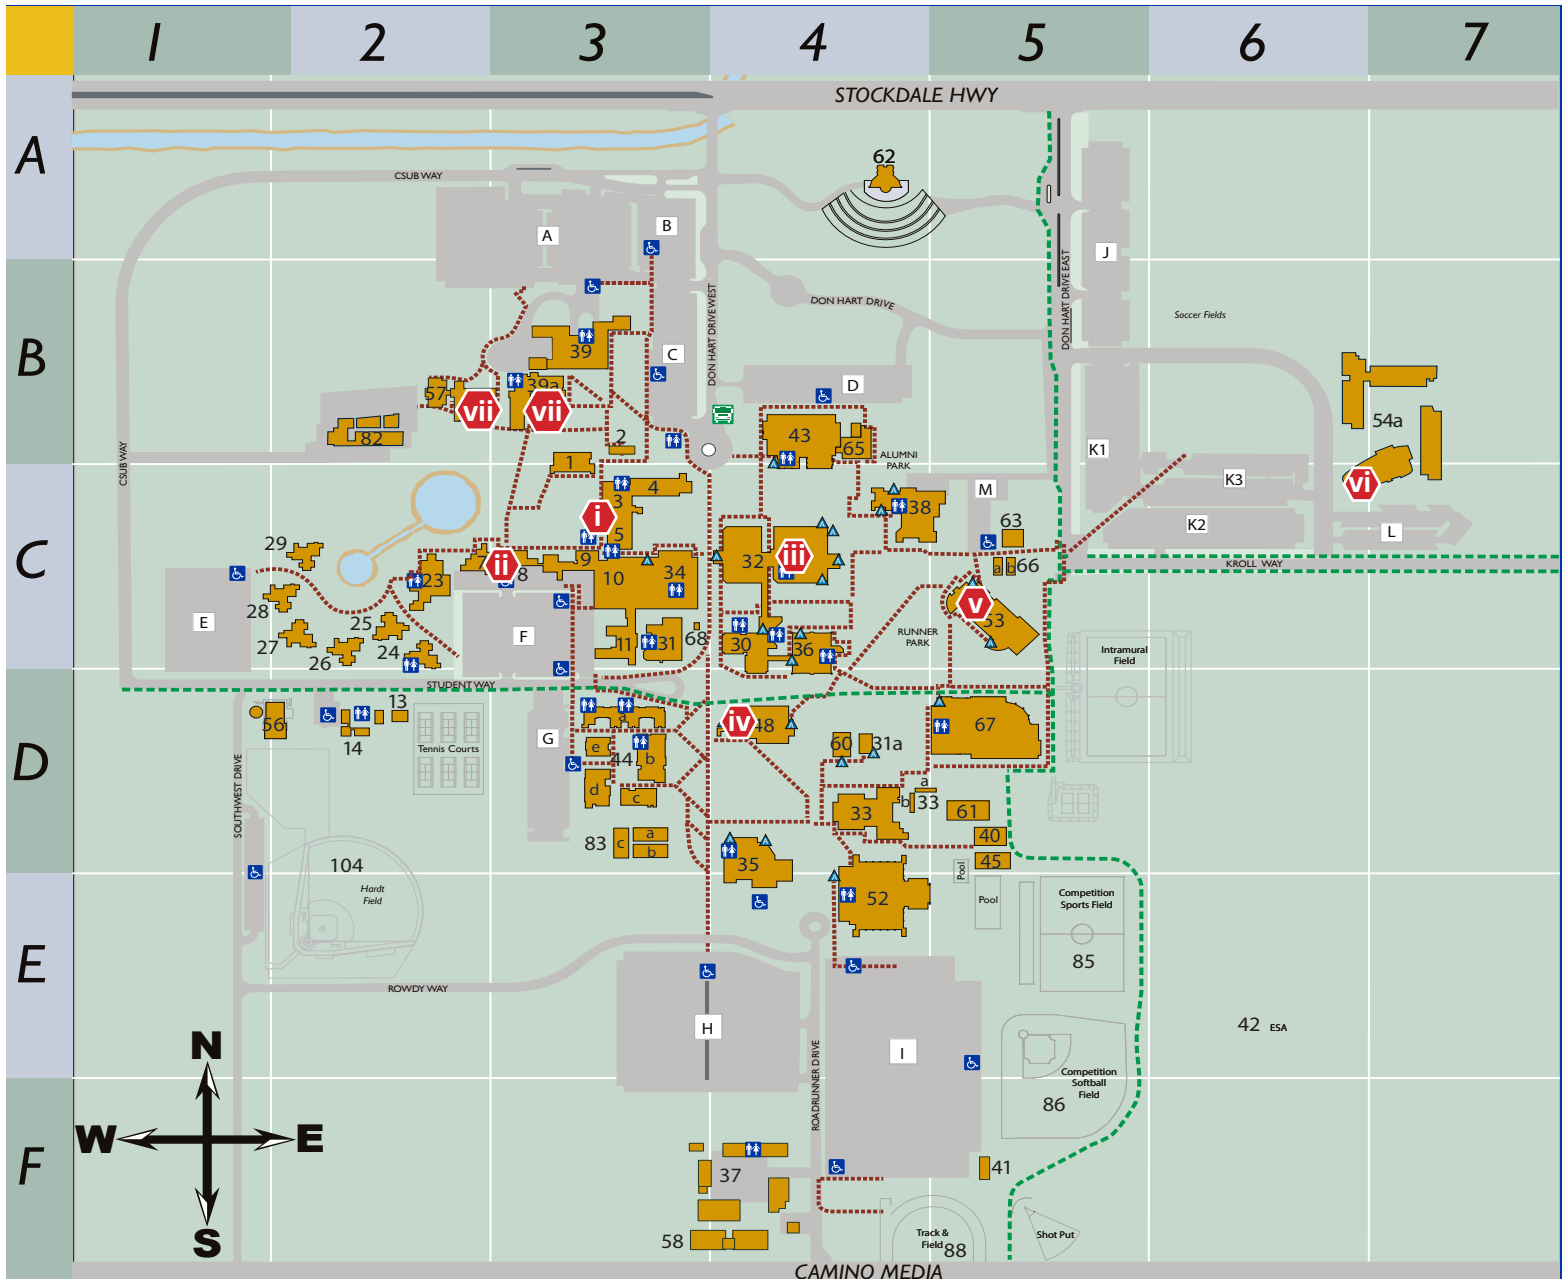 1 2 3 4 5 6 7
STOCKDALE HWY
A
62
CSUB WAY
B
A
J
DON HART DRIVE WEST
DON HART DRIVE
DON HART DRIVE EAST
Soccer Fields
B
39
C
D
39a
57
vii
vii
54a
82
2
43
65
CSUB WAY
1
ALUMNI
PARK
K1
K3
vi
4
3
M
38
i
5
63
K2
L
29
C
7
ii
8
9
10
34
32
iii
a
b
66
KROLL WAY
23
28
v
53
E
25
F
27
26
24
11
31
68
30
36
RUNNER
PARK
Intramural
Field
STUDENT WAY
13
56
14
Tennis Courts
G
a
iv
48
67
D
e
44
b
60
31a
d
c
a
b
33
33
61
SOUTHWEST DRIVE
83
c
a
b
40
104
35
45
Pool
Hardt
Field
52
Pool
Competition
Sports Field
E
85
ROWDY WAY
H
I
42 ESA
N
ROADRUNNER DRIVE
Competition
Softball
Field
86
W
E
F
37
41
S
58
Track &
Field
88
Shot Put
CAMINO MEDIA